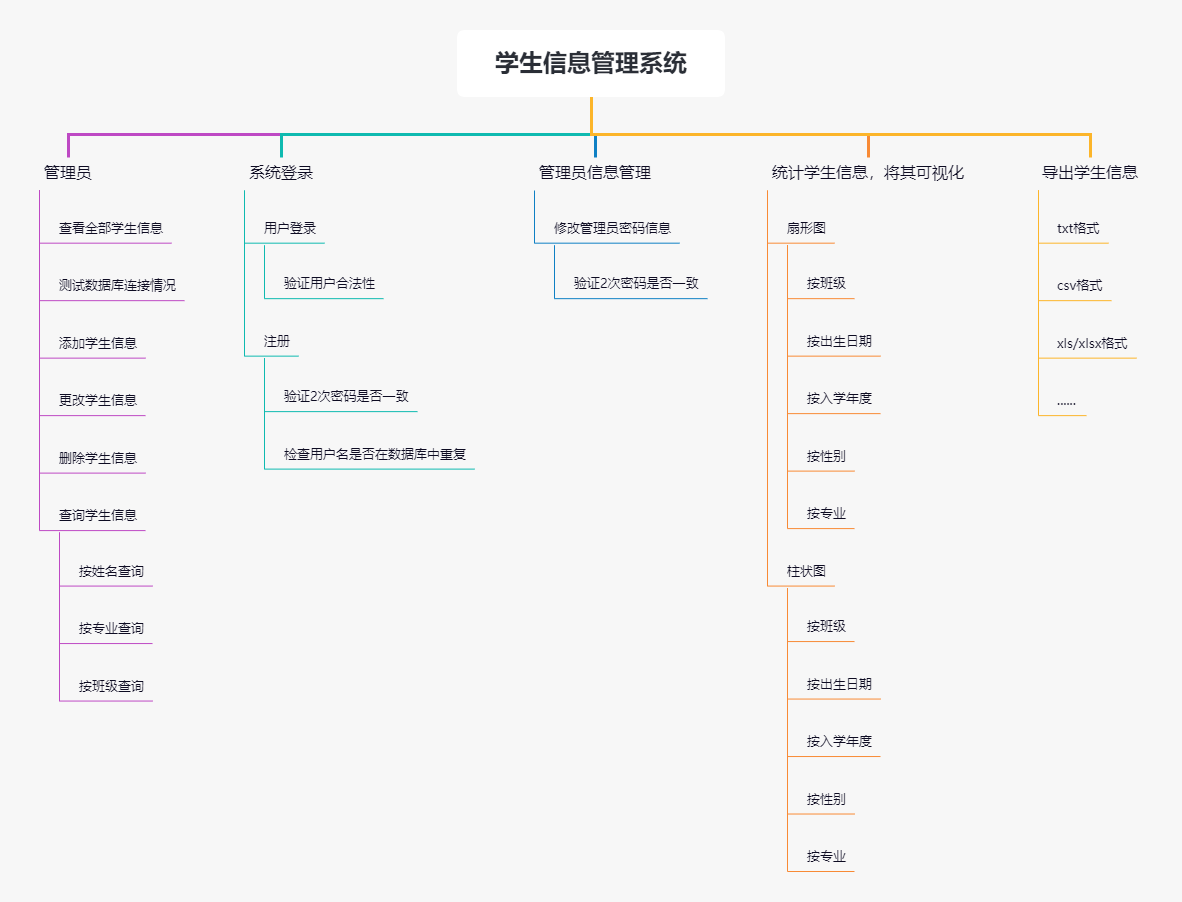 学生信息管理系统
管理员
查看全部学生信息
测试数据库连接情况
添加学生信息
更改学生信息
删除学生信息
查询学生信息
按姓名查询
按专业查询
按班级查询
系统登录
用户登录
验证用户合法性
注册
验证2次密码是否一致
检查用户名是否在数据库中重复
管理员信息管理
修改管理员密码信息
验证2次密码是否一致
统计学生信息，将其可视化
扇形图
按班级
按出生日期
按入学年度
按性别
按专业
柱状图
按班级
按出生日期
按入学年度
按性别
按专业
导出学生信息
txt格式
csv格式
xls/xlsx格式
......